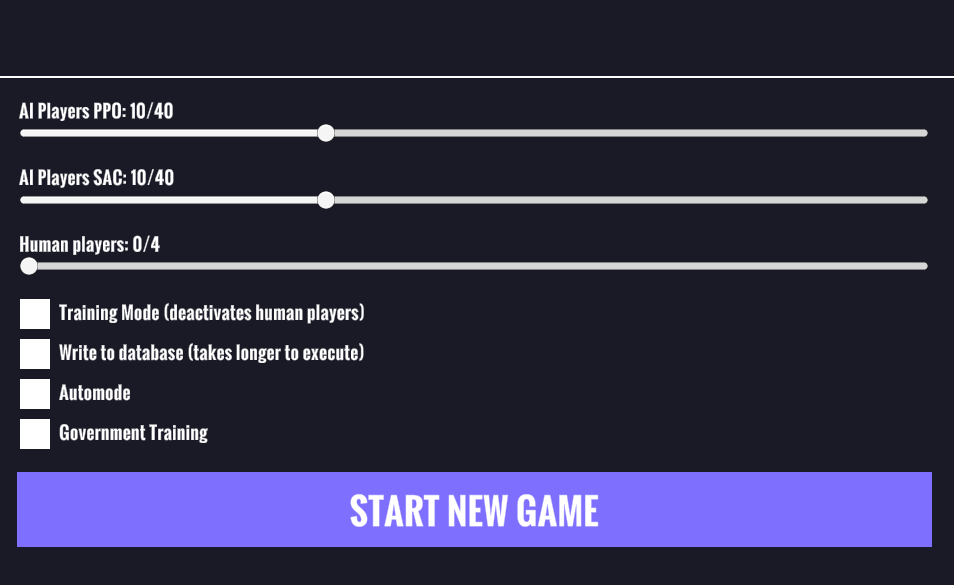 AI Players PPO: 10/40
AI Players SAC: 10/40
Human players: 0/4
Training Mode (deactivates human players)
Write to database (takes longer to execute)
Automode
Government Training
START NEW GAME